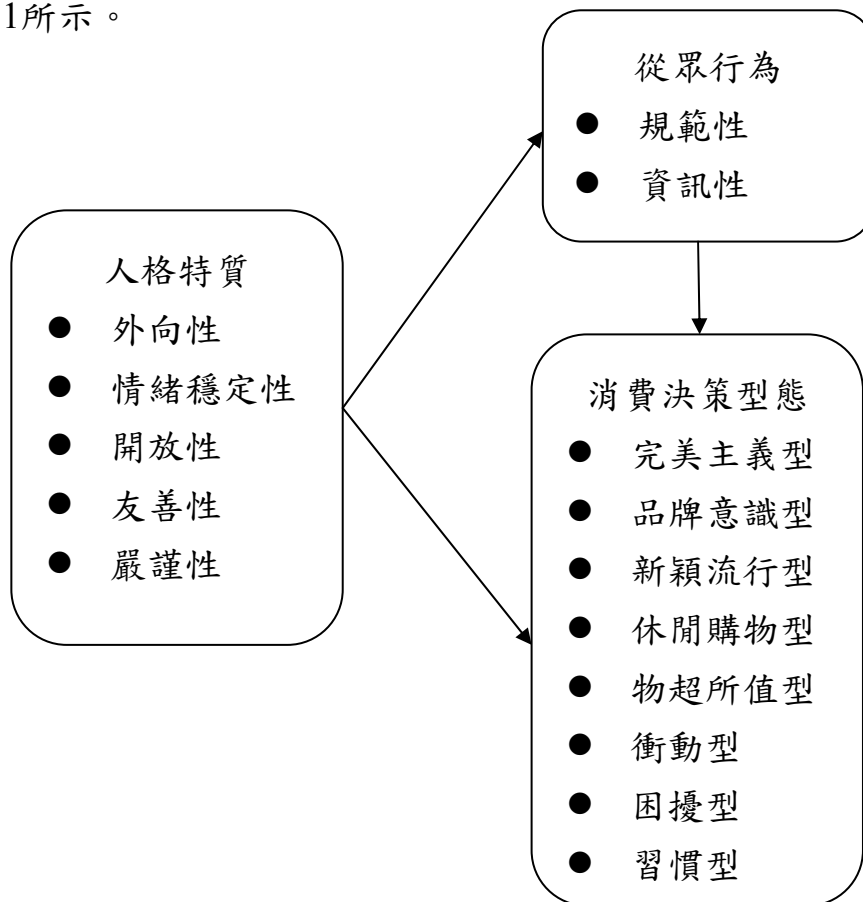 1所示。
從眾行為
● 規範性
● 資訊性
人格特質
● 外向性
● 情緒穩定性
● 開放性
● 友善性
● 嚴謹性
消費決策型態
● 完美主義型
● 品牌意識型
● 新穎流行型
● 休閒購物型
● 物超所值型
● 衝動型
● 困擾型
● 習慣型